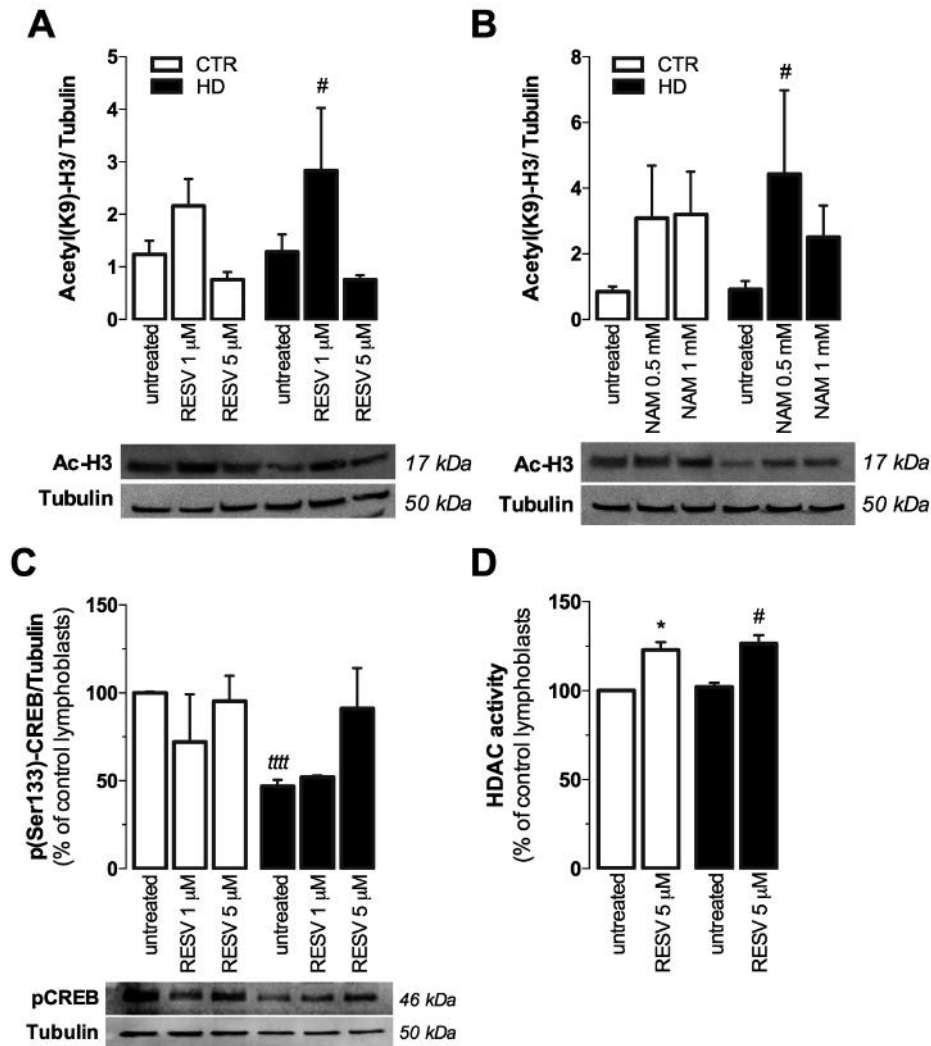 A
Acetyl(K9)-H3/ Tubulin
5
4
3
2
1
0
CTR
HD
#
untreated
RESV 1 µM
RESV 5 µM
untreated
RESV 1 µM
RESV 5 µM
Ac-H3
17 kDa
Tubulin
50 kDa
B
Acetyl(K9)-H3/ Tubulin
8
6
4
2
0
CTR
HD
#
untreated
NAM 0.5 mM
NAM 1 mM
untreated
NAM 0.5 mM
NAM 1 mM
Ac-H3
17 kDa
Tubulin
50 kDa
C
p(Ser133)-CREB/Tubulin
(% of control lymphoblasts)
150
100
50
0
tttt
untreated
RESV 1 µM
RESV 5 µM
untreated
RESV 1 µM
RESV 5 µM
pCREB
46 kDa
Tubulin
50 kDa
D
HDAC activity
(% of control lymphoblasts
150
100
50
0
*
#
untreated
RESV 5 µM
untreated
RESV 5 µM